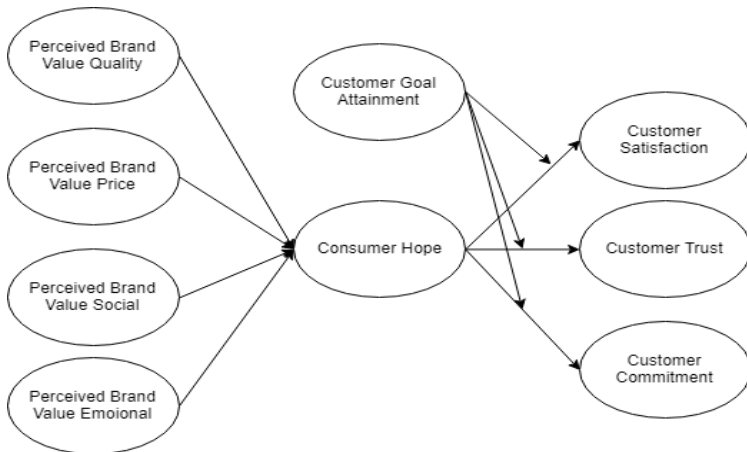 Perceived Brand
Value Quality
Customer Goal
Attainment
Customer
Satisfaction
Perceived Brand
Value Price
Consumer Hope
Customer Trust
Perceived Brand
Value Social
Customer
Commitment
Perceived Brand
Value Emoional